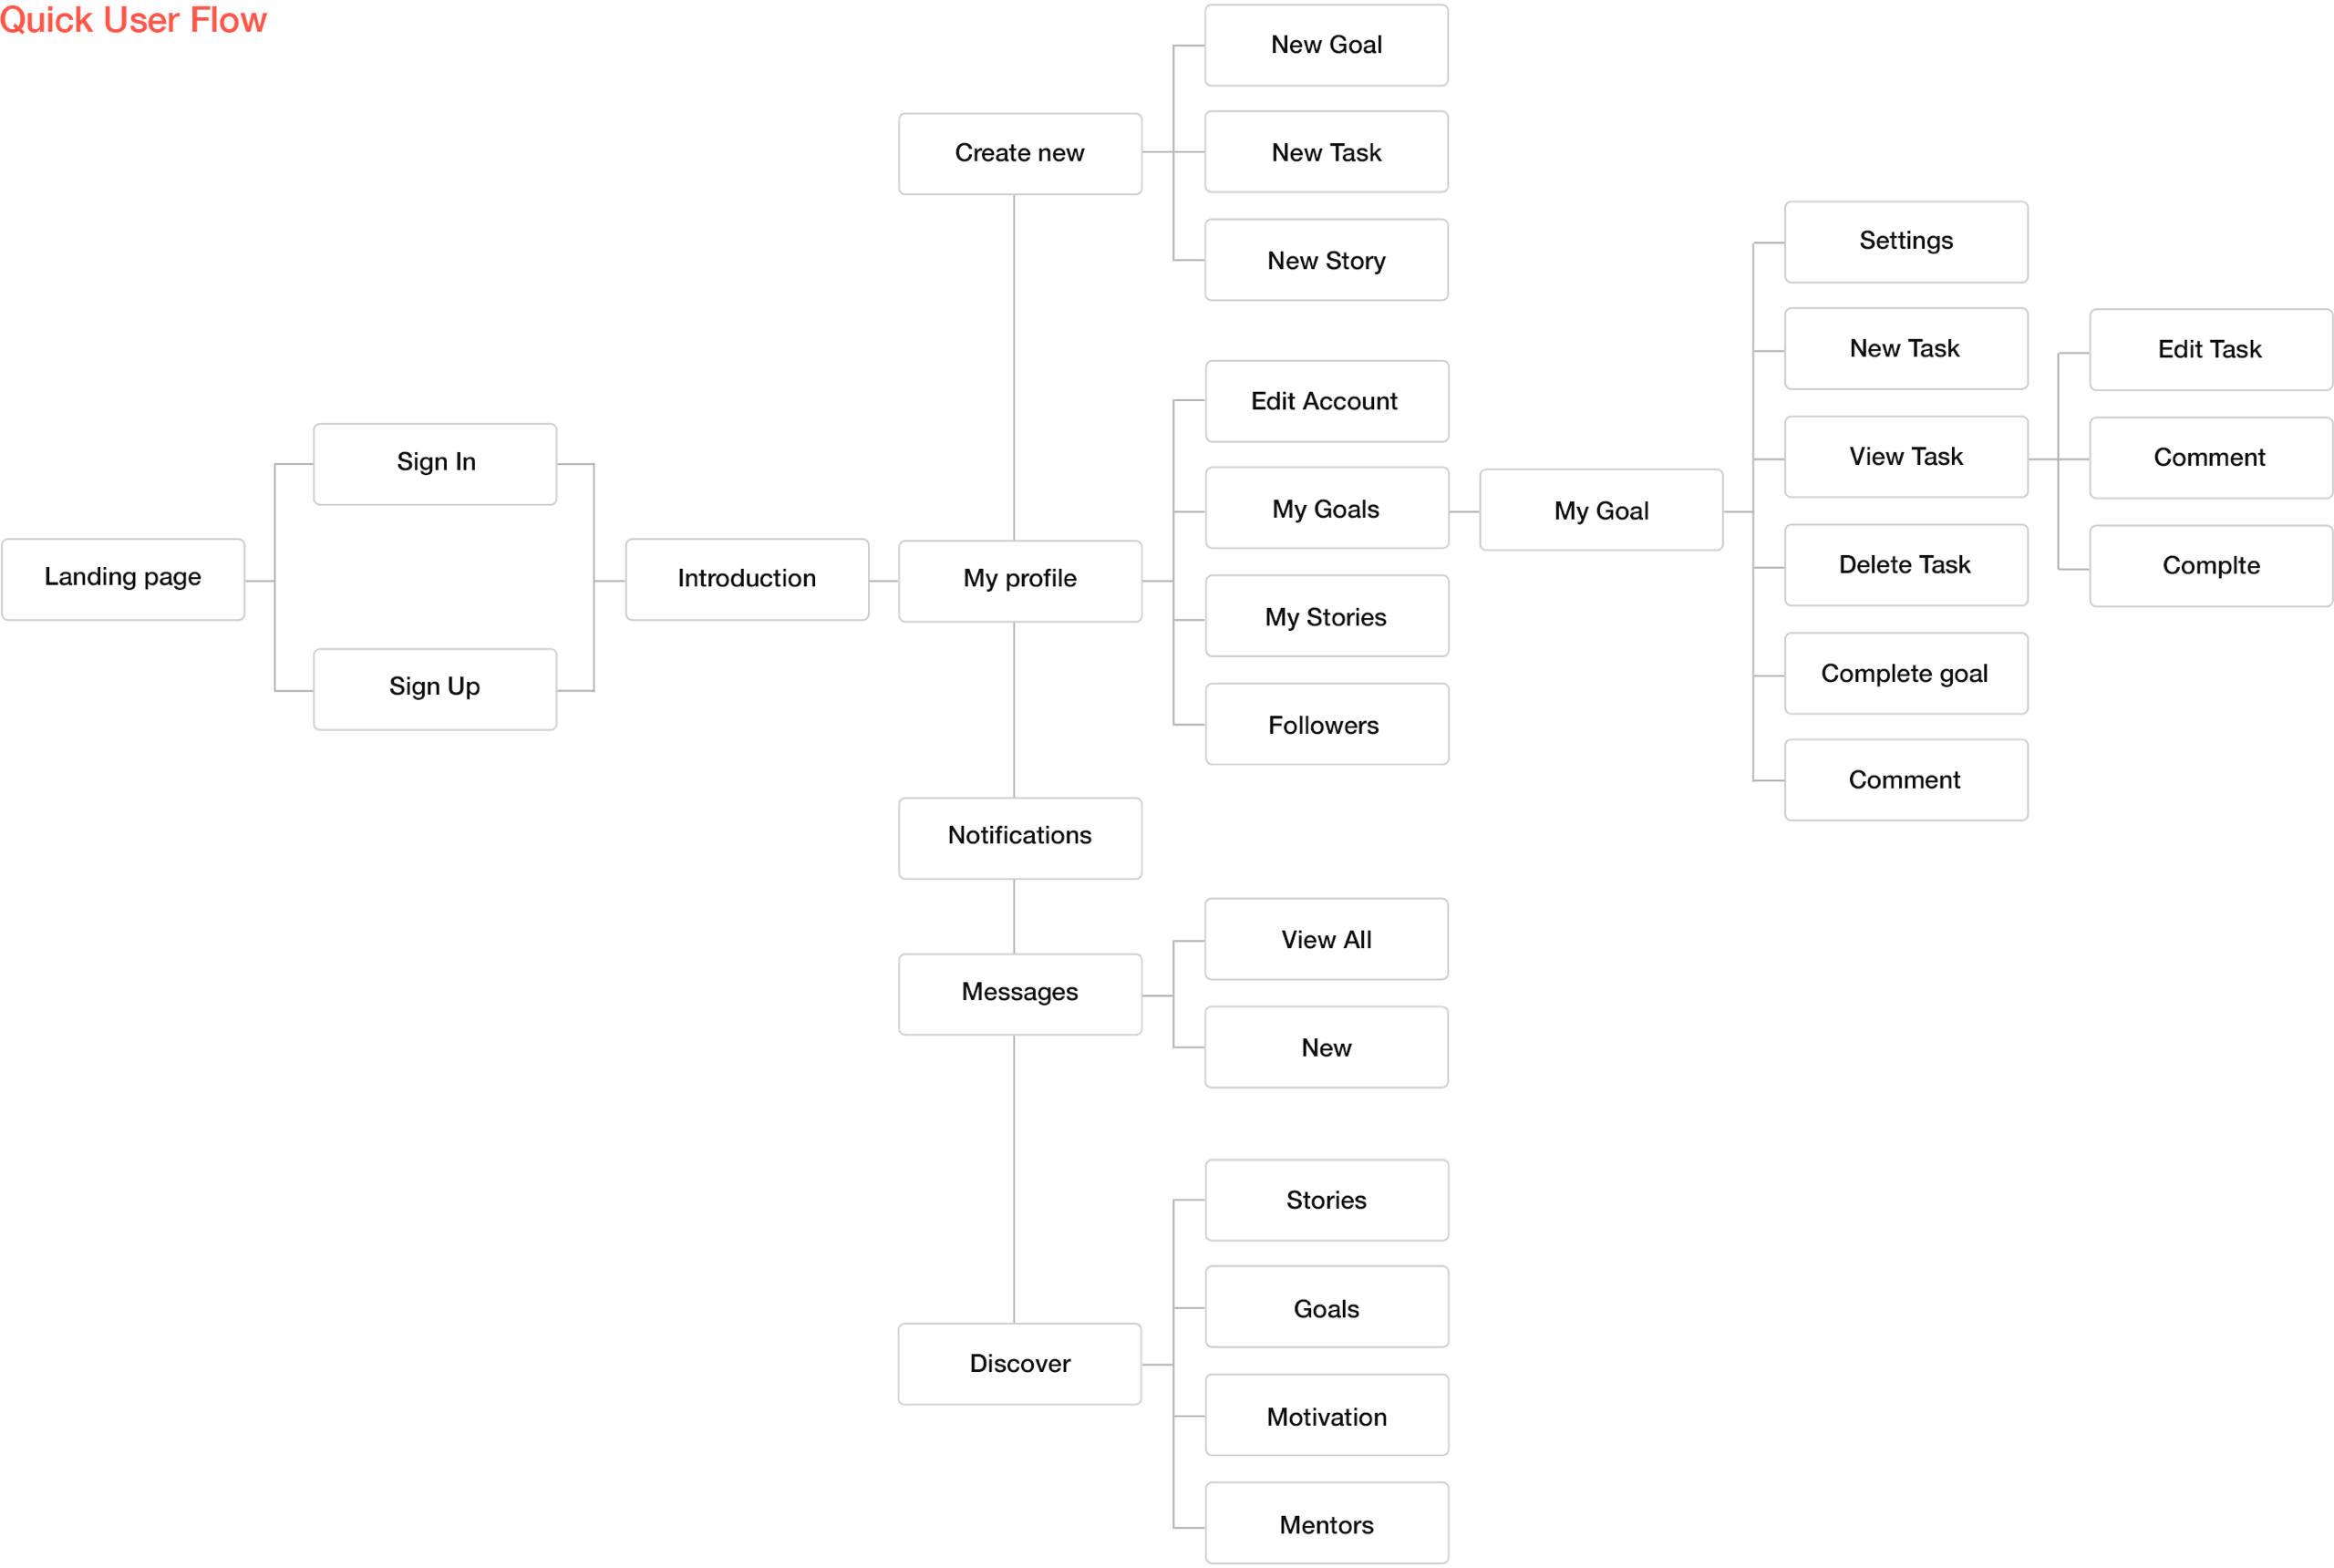 Quick User Flow
Landing page
Sign In
Sign Up
Introduction
Create new
New Goal
New Task
New Story
My profile
Edit Account
My Goals
My Stories
Followers
My Goal
Settings
New Task
View Task
Delete Task
Complete goal
Comment
Edit Task
Comment
Complte
Notifications
Messages
View All
New
Discover
Stories
Goals
Motivation
Mentors